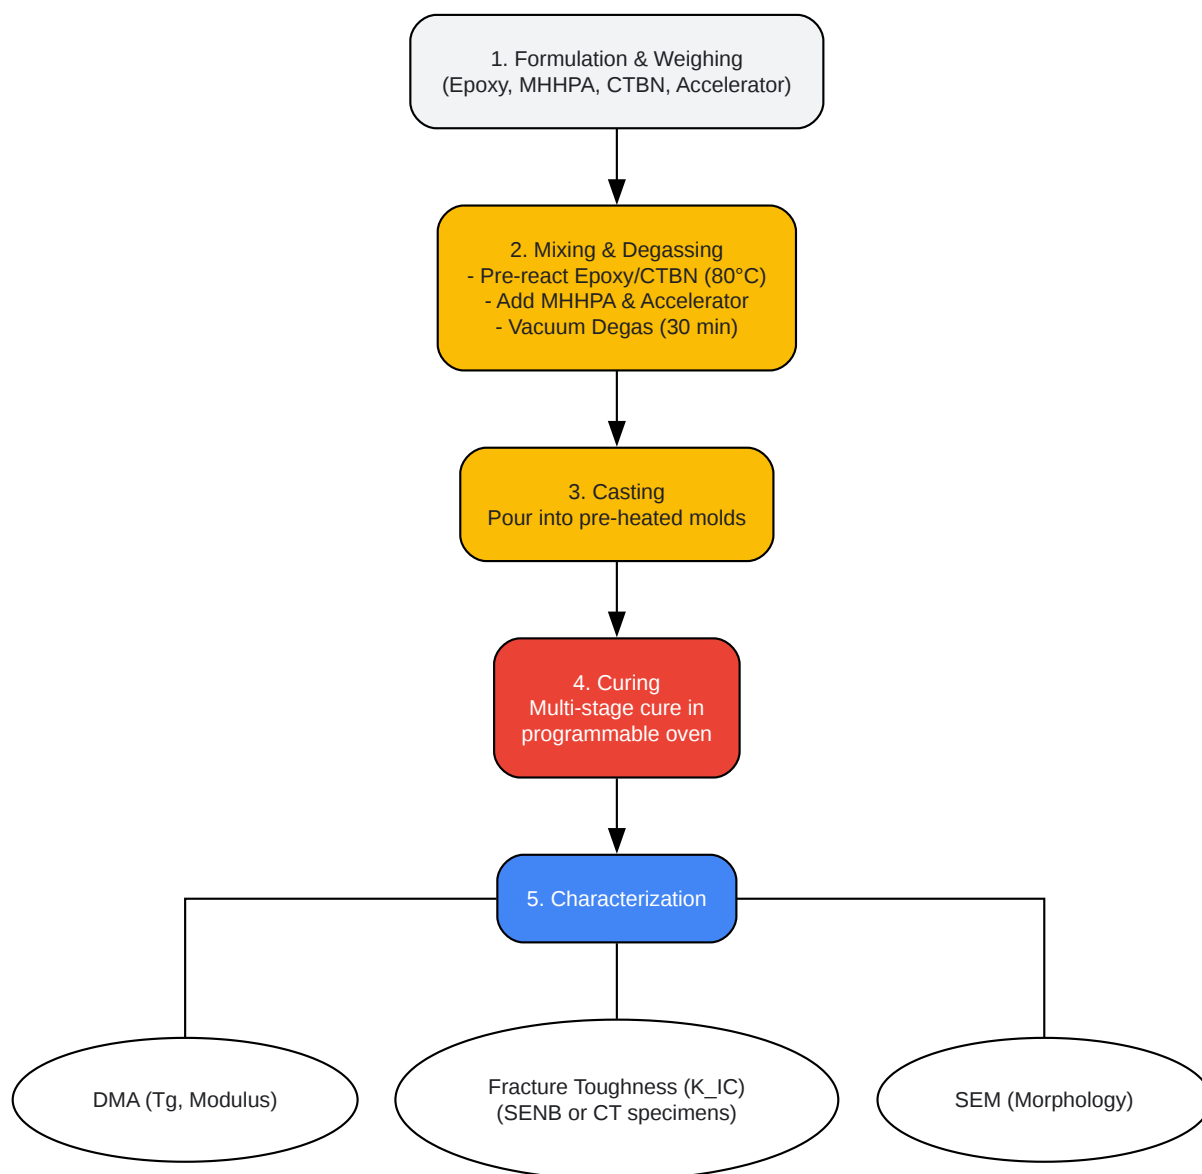 1. Formulation & Weighing
(Epoxy, MHHPA, CTBN, Accelerator)
2. Mixing & Degassing
- Pre-react Epoxy/CTBN (80°C)
- Add MHHPA & Accelerator
- Vacuum Degas (30 min)
3. Casting
Pour into pre-heated molds
4. Curing
Multi-stage cure in
programmable oven
5. Characterization
DMA (Tg, Modulus)
Fracture Toughness (K_IC)
(SENB or CT specimens)
SEM (Morphology)